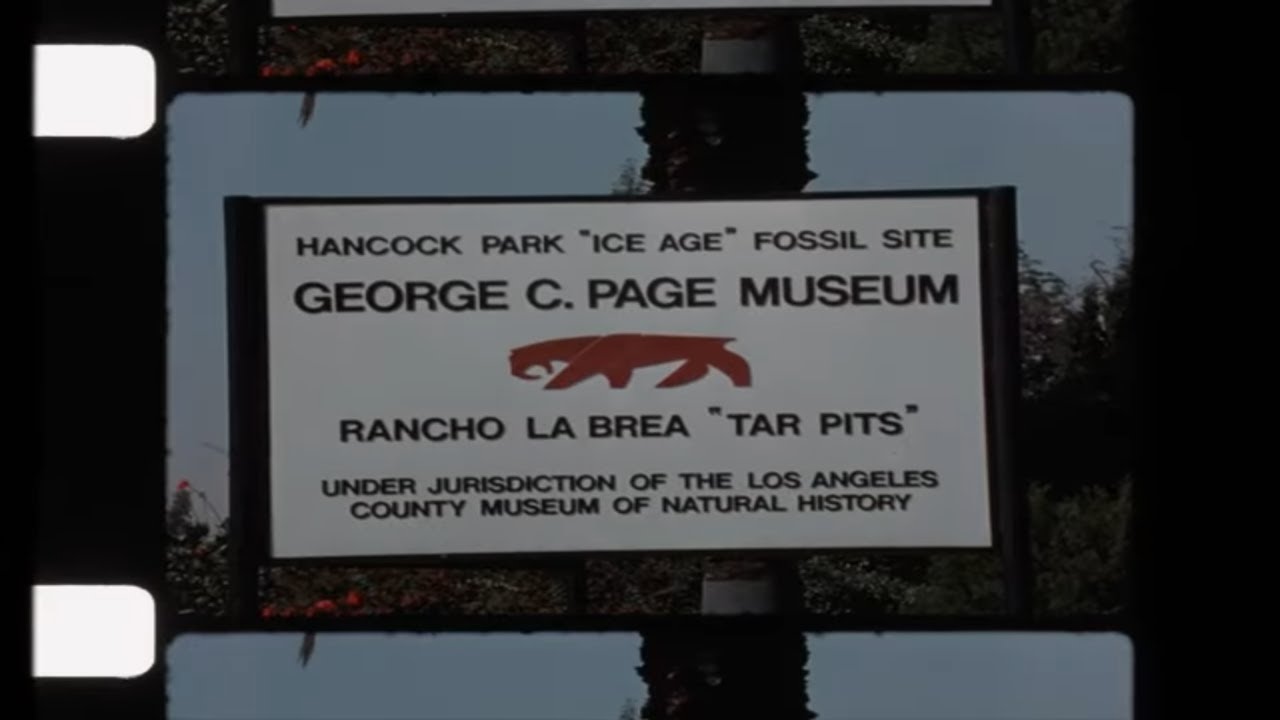 HANCOCK PARK "ICE AGE" FOSSIL SITE
GEORGE C. PAGE MUSEUM
RANCHO LA BREA "TAR PITS"
UNDER JURISDICTION OF THE LOS ANGELES
COUNTY MUSEUM OF NATURAL HISTORY